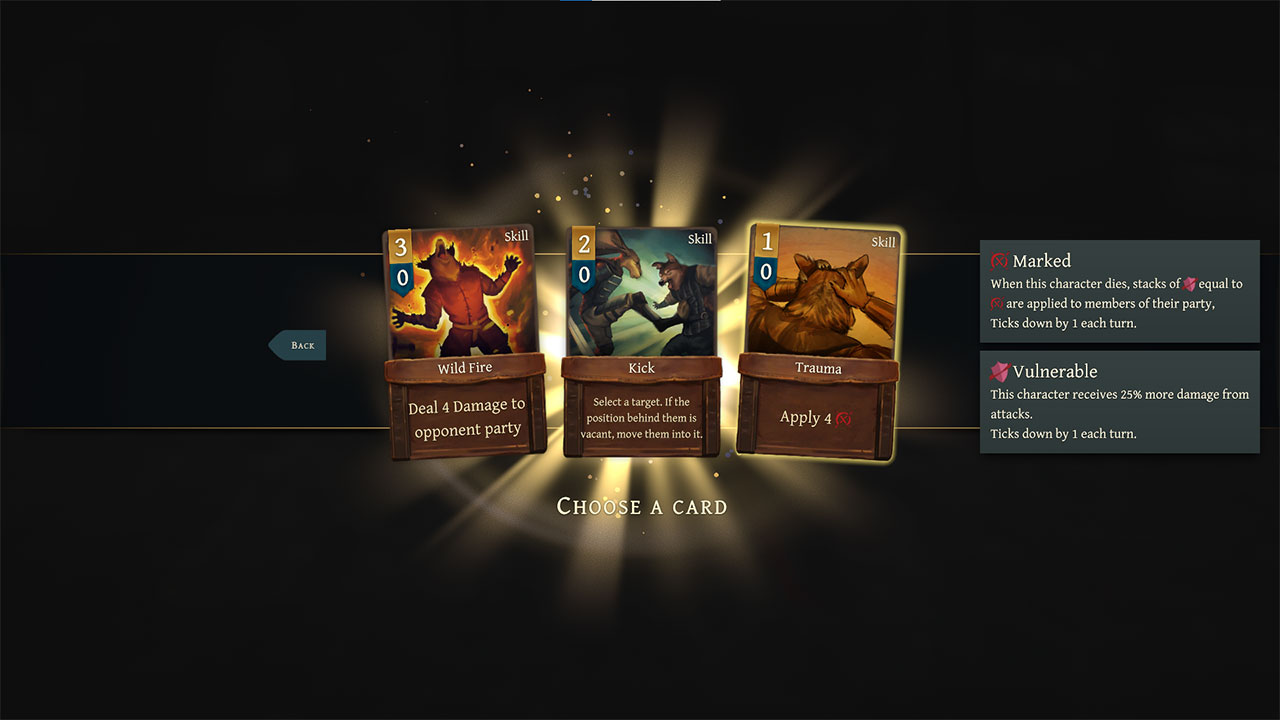 3
0
Skill
Wild Fire
Deal 4 Damage to
opponent party
2
0
Skill
Kick
Select a target. If the
position behind them is
vacant, move them into it.
1
0
Skill
Trauma
Apply 4
Marked
When this character dies, stacks of equal to
are applied to members of their party,
Ticks down by 1 each turn.
Vulnerable
This character receives 25% more damage from
attacks.
Ticks down by 1 each turn.
Back
Choose a card